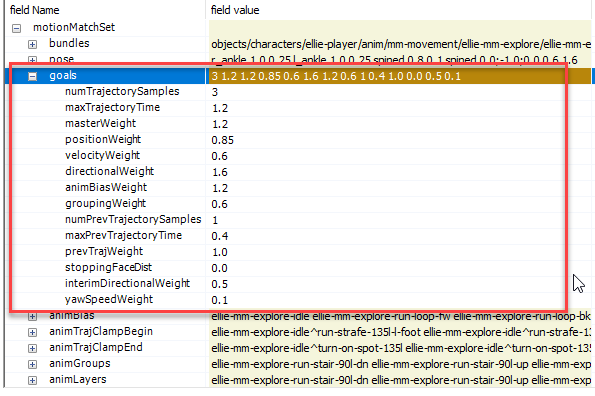 field Name field value
motionMatchSet
bundles objects/characters/ellie-player/anim/mm-movement/ellie-mm-explore/ellie-mm-e
pose r_ankle 1.0 0.25 l_ankle 1.0 0.25 spined 0.8 0.1 spined 0.0:-1.0:0.0 0.6 1.6
goals 3 1.2 1.2 0.85 0.6 1.6 1.2 0.6 1 0.4 1.0 0.0 0.5 0.1
numTrajectorySamples 3
maxTrajectoryTime 1.2
masterWeight 1.2
positionWeight 0.85
velocityWeight 0.6
directionalWeight 1.6
animBiasWeight 1.2
groupingWeight 0.6
numPrevTrajectorySamples 1
maxPrevTrajectoryTime 0.4
prevTrajWeight 1.0
stoppingFaceDist 0.0
interimDirectionalWeight 0.5
yawSpeedWeight 0.1
animBias ellie-mm-explore-idle ellie-mm-explore-run-loop-fw ellie-mm-explore-run-loop-bk
animTrajClampBegin ellie-mm-explore-idle^run-strafe-135l-l-foot ellie-mm-explore-idle^run-strafe-13
animTrajClampEnd ellie-mm-explore-idle^turn-on-spot-135l ellie-mm-explore-idle^turn-on-spot-135
animGroups ellie-mm-explore-run-stair-90l-dn ellie-mm-explore-run-stair-90l-up ellie-mm-exp
animLayers ellie-mm-explore-run-stair-90l-dn ellie-mm-explore-run-stair-90l-up ellie-mm-exp